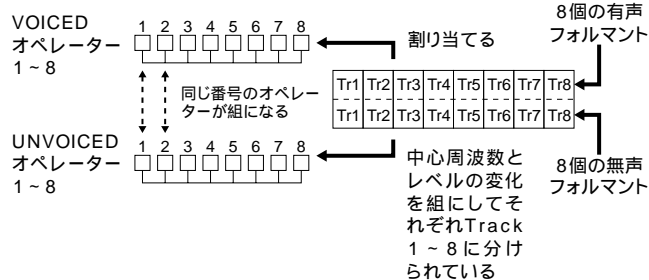 VOICED
オペレーター
1~8
1 2 3 4 5 6 7 8
割り当てる
8個の有声
フォルマント
同じ番号のオペレー
ターが組になる
Tr1 Tr2 Tr3 Tr4 Tr5 Tr6 Tr7 Tr8
Tr1 Tr2 Tr3 Tr4 Tr5 Tr6 Tr7 Tr8
UNVOICED
オペレーター
1~8
1 2 3 4 5 6 7 8
中心周波数と
レベルの変化
を組にしてそ
れぞれTrack
1~8に分け
られている
8個の無声
フォルマント